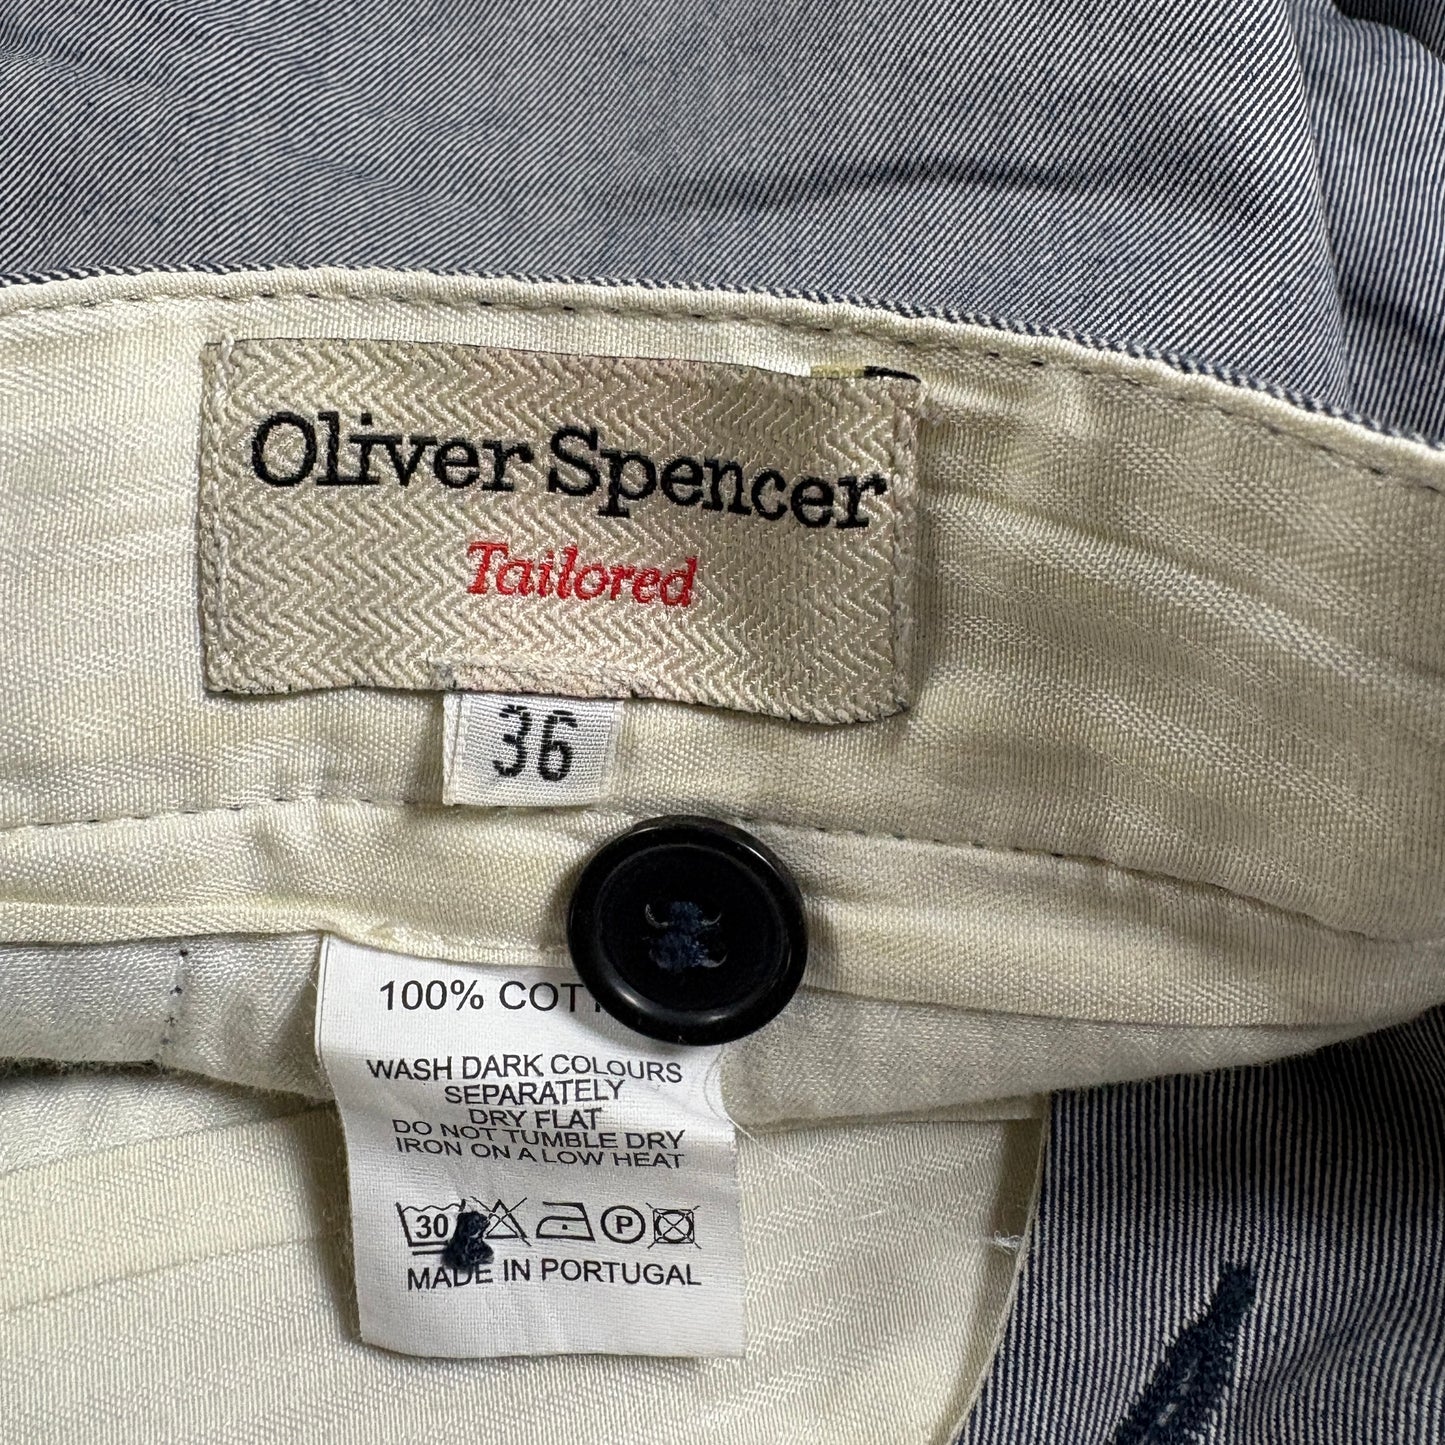 Oliver Spencer
Tailored
36
100% COTT
WASH DARK COLOURS
SEPARATELY
DRY FLAT
DO NOT TUMBLE DRY
IRON ON A LOW HEAT
30 P
MADE IN PORTUGAL